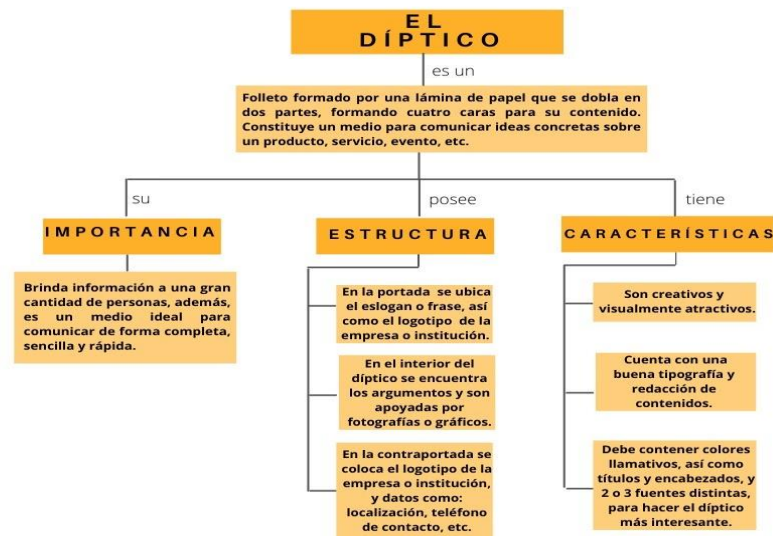 EL
DÍPTICO
es un
Folleto formado por una lámina de papel que se dobla en
dos partes, formando cuatro caras para su contenido.
Constituye un medio para comunicar ideas concretas sobre
un producto, servicio, evento, etc.
su
IMPORTANCIA
Brinda información a una gran
cantidad de personas, además,
es un medio ideal para
comunicar de forma completa,
sencilla y rápida.
posee
ESTRUCTURA
En la portada se ubica
el eslogan o frase, así
como el logotipo de la
empresa o institución.
En el interior del
díptico se encuentra
los argumentos y son
apoyadas por
fotografías o gráficos.
En la contraportada se
coloca el logotipo de la
empresa o institución,
y datos como:
localización, teléfono
de contacto, etc.
tiene
CARACTERÍSTICAS
Son creativos y
visualmente atractivos.
Cuenta con una
buena tipografía y
redacción de
contenidos.
Debe contener colores
llamativos, así como
títulos y encabezados, y
2 o 3 fuentes distintas,
para hacer el díptico
más interesante.